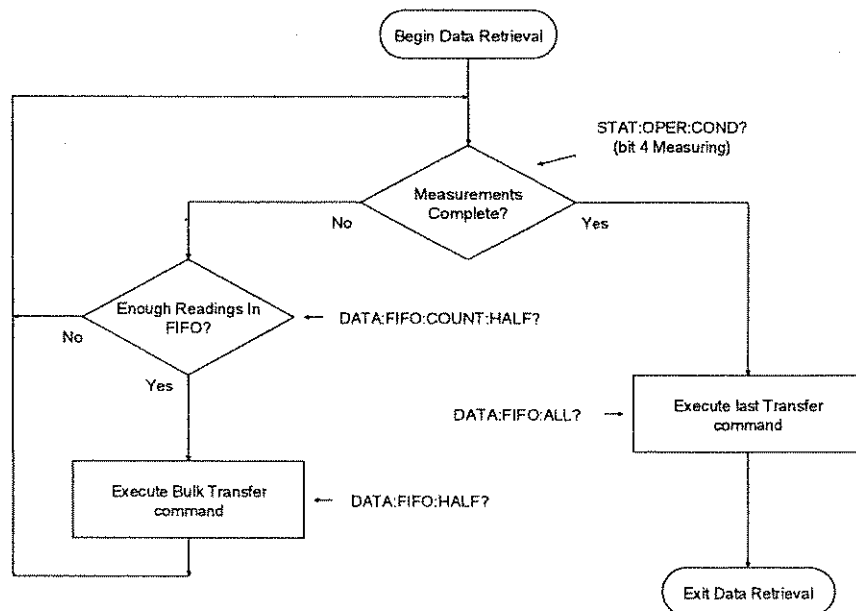 Begin Data Retrieval
STAT:OPER:COND?
(bit 4 Measuring)
Measurements
Complete?
No
Yes
Enough Readings In
FIFO?
DATA:FIFO:COUNT:HALF?
No
Yes
DATA:FIFO:ALL?
Execute last Transfer
command
Execute Bulk Transfer
command
DATA:FIFO:HALF?
Exit Data Retrieval